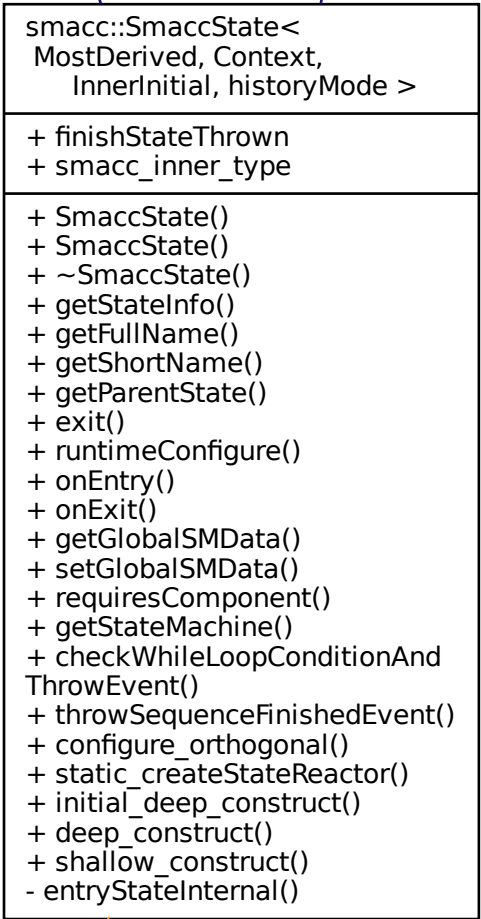 smacc::SmaccState<
MostDerived, Context,
InnerInitial, historyMode >
+ finishStateThrown
+ smacc_inner_type
+ SmaccState()
+ SmaccState()
+ ~SmaccState()
+ getStateInfo()
+ getFullName()
+ getShortName()
+ getParentState()
+ exit()
+ runtimeConfigure()
+ onEntry()
+ onExit()
+ getGlobalSMData()
+ setGlobalSMData()
+ requiresComponent()
+ getStateMachine()
+ checkWhileLoopConditionAnd
ThrowEvent()
+ throwSequenceFinishedEvent()
+ configure_orthogonal()
+ static_createStateReactor()
+ initial_deep_construct()
+ deep_construct()
+ shallow_construct()
- entryStateInternal()